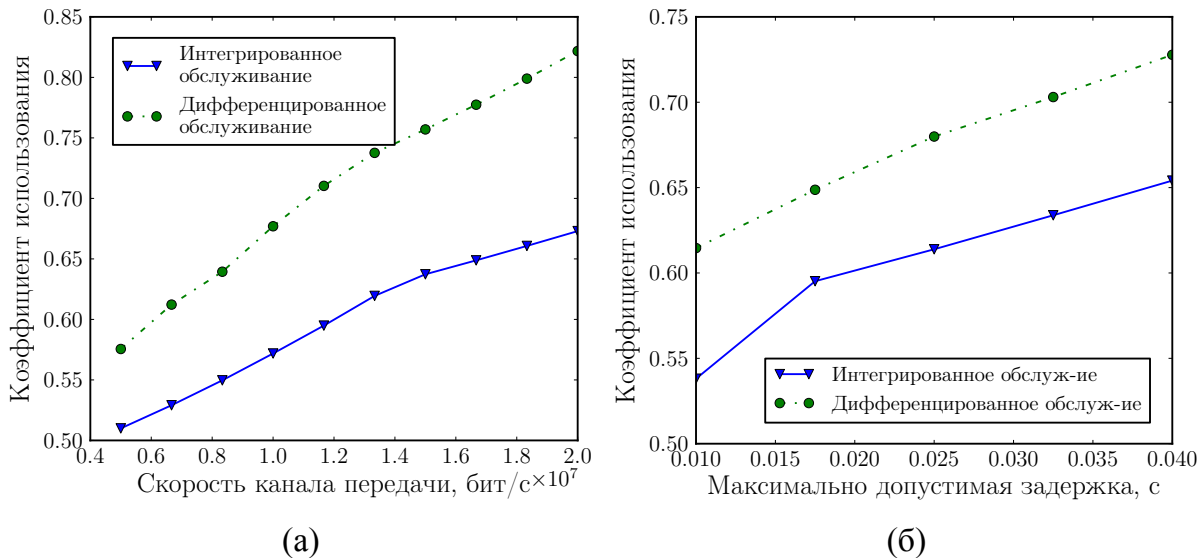 0.85
0.80
0.75
0.70
0.65
0.60
0.55
0.50
Коэффициент использования
Интегрированное
обслуживание
Дифференцированное
обслуживание
0.4 0.6 0.8 1.0 1.2 1.4 1.6 1.8 2.0
Скорость канала передачи, бит/с ×10⁷
(а)
0.75
0.70
0.65
0.60
0.55
0.50
Коэффициент использования
Интегрированное обслуж-ие
Дифференцированное обслуж-ие
0.010 0.015 0.020 0.025 0.030 0.035 0.040
Максимально допустимая задержка, с
(б)